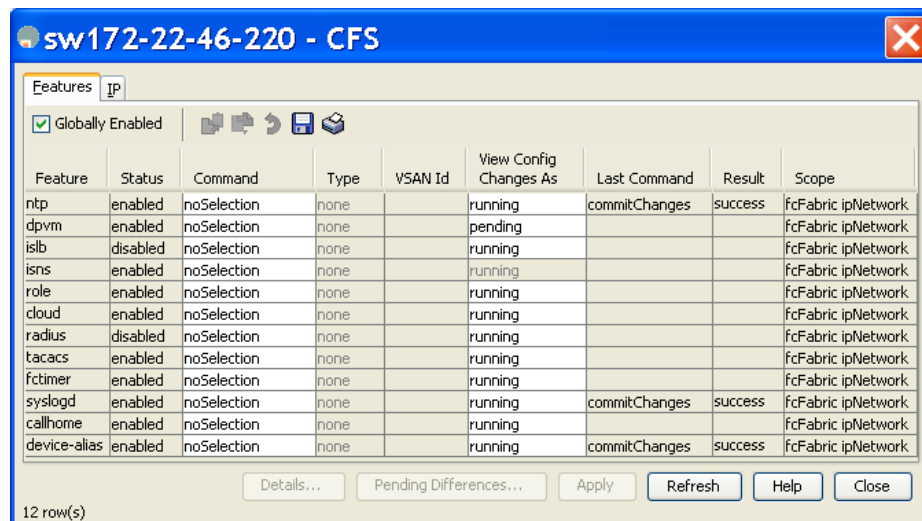 sw172-22-46-220 - CFS
Features IP
Globally Enabled
View Config
Feature Status Command Type VSAN Id Changes As Last Command Result Scope
ntp enabled noSelection none running commitChanges success fcFabric ipNetwork
dpvm enabled noSelection none pending fcFabric ipNetwork
islb disabled noSelection none running fcFabric ipNetwork
isns enabled noSelection none running fcFabric ipNetwork
role enabled noSelection none running fcFabric ipNetwork
cloud enabled noSelection none running fcFabric ipNetwork
radius disabled noSelection none running fcFabric ipNetwork
tacacs enabled noSelection none running fcFabric ipNetwork
fctimer enabled noSelection none running fcFabric ipNetwork
syslogd enabled noSelection none running commitChanges success fcFabric ipNetwork
callhome enabled noSelection none running fcFabric ipNetwork
device-alias enabled noSelection none running commitChanges success fcFabric ipNetwork
Details... Pending Differences... Apply Refresh Help Close
12 row(s)